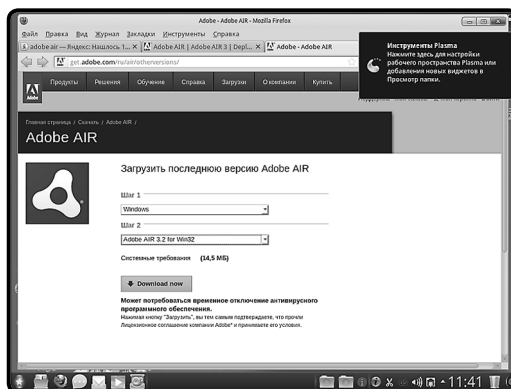 Adobe - Adobe AIR - Mozilla Firefox
Файл Правка Вид Журнал Закладки Инструменты Справка
adobe air — Яндекс: Нашлось 1...
Adobe AIR | Adobe AIR 3 | Depl...
Adobe - Adobe AIR
get.adobe.com/ru/air/otherversions/
Инструменты Plasma
Нажмите здесь для настройки
рабочего пространства Plasma или
добавления новых виджетов в
Просмотр папки.
Adobe
Продукты Решения Обучение Справка Загрузки О компании Купить
Главная страница / Скачать / Adobe AIR /
Adobe AIR
Загрузить последнюю версию Adobe AIR
Шаг 1
Windows
Шаг 2
Adobe AIR 3.2 for Win32
Системные требования (14,5 МБ)
Download now
Может потребоваться временное отключение антивирусного
программного обеспечения.
Нажимая кнопку "Загрузить", вы тем самым подтверждаете, что прочли
Лицензионное соглашение компании Adobe* и принимаете его условия.
11:41